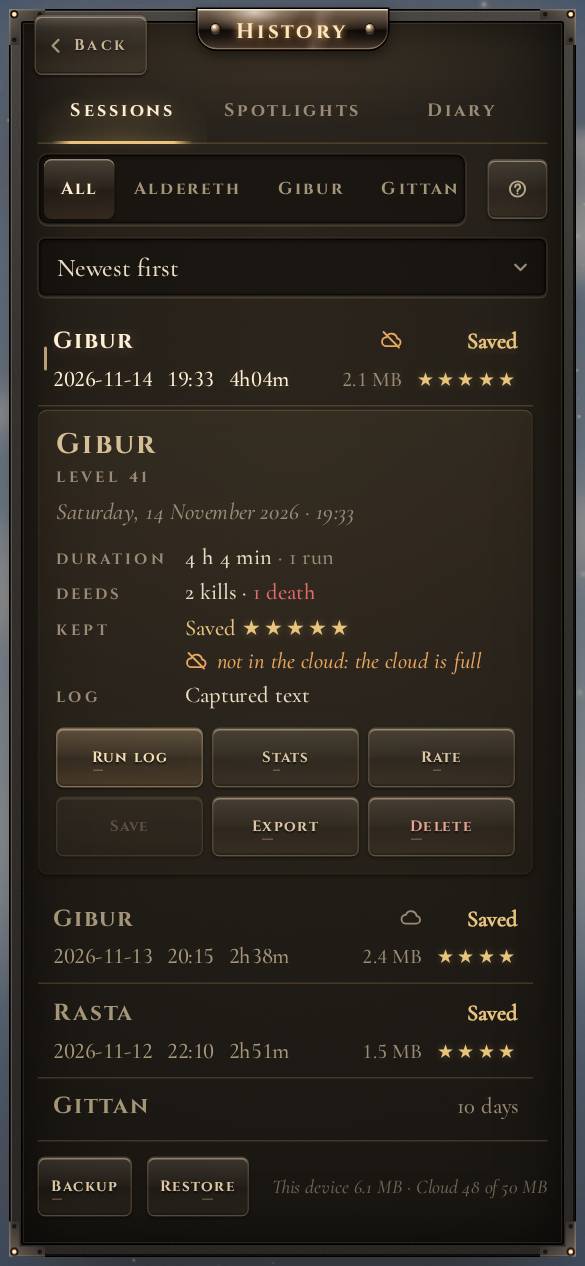 Back
History
Sessions Spotlights Diary
All Aldereth Gibur Gittan
Newest first
Gibur Saved
2026-11-14 19:33 4h04m 2.1 MB ★★★★★
Gibur
LEVEL 41
Saturday, 14 November 2026 · 19:33
DURATION 4 h 4 min · 1 run
DEEDS 2 kills · 1 death
KEPT Saved ★★★★★
not in the cloud: the cloud is full
LOG Captured text
Run log Stats Rate
Save Export Delete
Gibur Saved
2026-11-13 20:15 2h38m 2.4 MB ★★★★
Rasta Saved
2026-11-12 22:10 2h51m 1.5 MB ★★★★
Gittan 10 days
Backup Restore This device 6.1 MB · Cloud 48 of 50 MB